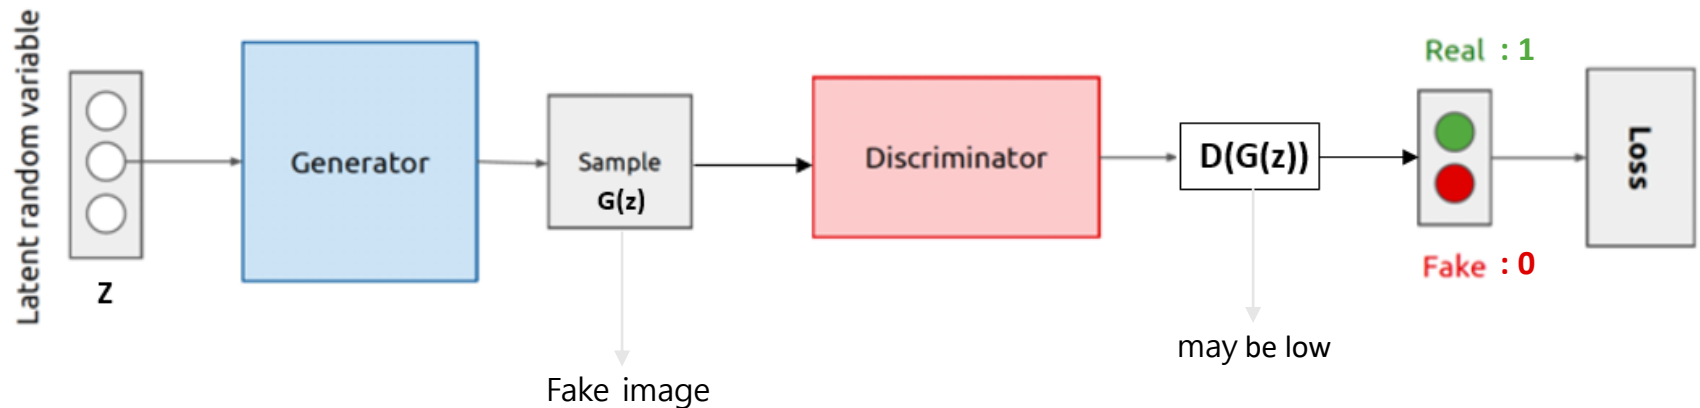 Latent random variable
Z
Generator
Sample
G(z)
Fake image
Discriminator
D(G(z))
may be low
Real : 1
Fake : 0
Loss